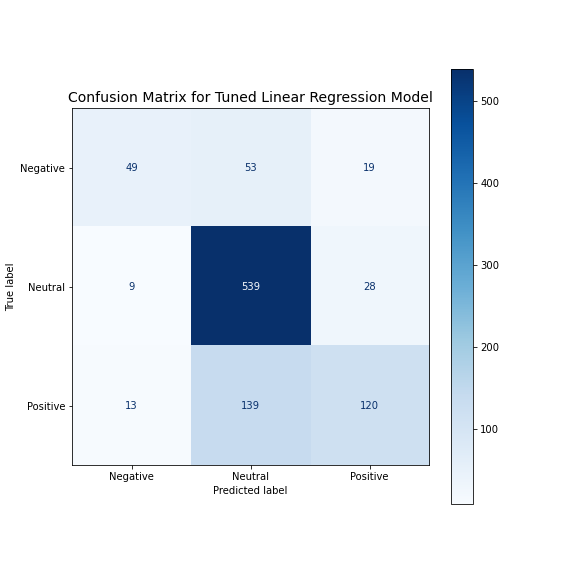 Confusion Matrix for Tuned Linear Regression Model
Negative 49 53 19
Neutral 9 539 28
Positive 13 139 120
True label
Negative Neutral Positive
Predicted label
500
400
300
200
100